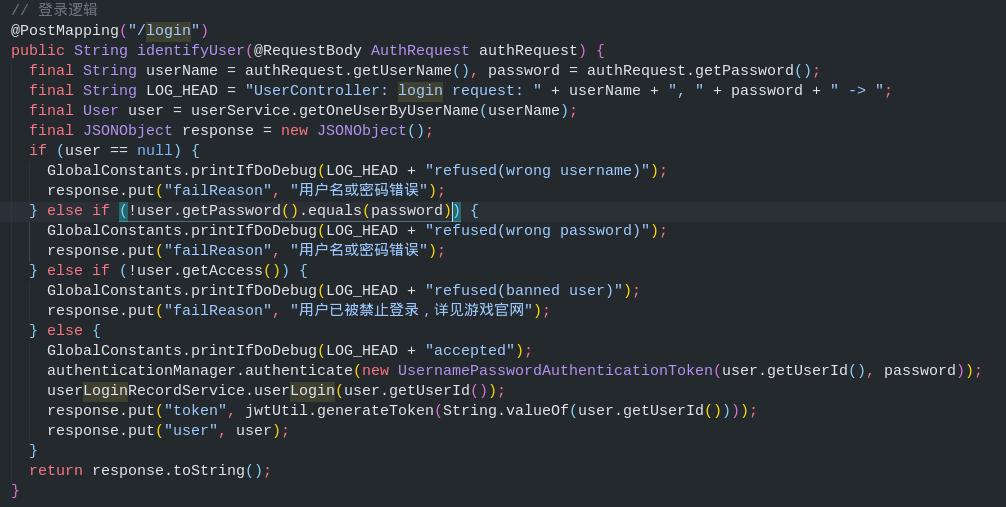 // 登录逻辑
@PostMapping("/login")
public String identifyUser(@RequestBody AuthRequest authRequest) {
  final String userName = authRequest.getUserName(), password = authRequest.getPassword();
  final String LOG_HEAD = "UserController: login request: " + userName + ", " + password + " -> ";
  final User user = userService.getOneUserByUserName(userName);
  final JSONObject response = new JSONObject();
  if (user == null) {
    GlobalConstants.printIfDoDebug(LOG_HEAD + "refused(wrong username)");
    response.put("failReason", "用户名或密码错误");
  } else if (!user.getPassword().equals(password)) {
    GlobalConstants.printIfDoDebug(LOG_HEAD + "refused(wrong password)");
    response.put("failReason", "用户名或密码错误");
  } else if (!user.getAccess()) {
    GlobalConstants.printIfDoDebug(LOG_HEAD + "refused(banned user)");
    response.put("failReason", "用户已被禁止登录，详见游戏官网");
  } else {
    GlobalConstants.printIfDoDebug(LOG_HEAD + "accepted");
    authenticationManager.authenticate(new UsernamePasswordAuthenticationToken(user.getUserId(), password));
    userLoginRecordService.userLogin(user.getUserId());
    response.put("token", jwtUtil.generateToken(String.valueOf(user.getUserId())));
    response.put("user", user);
  }
  return response.toString();
}